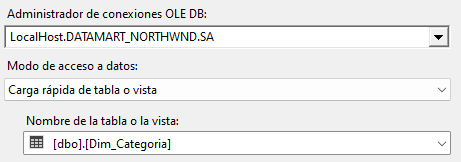 Administrador de conexiones OLE DB:
LocalHost.DATAMART_NORTHWND.SA
Modo de acceso a datos:
Carga rápida de tabla o vista
Nombre de la tabla o la vista:
[dbo].[Dim_Categoria]